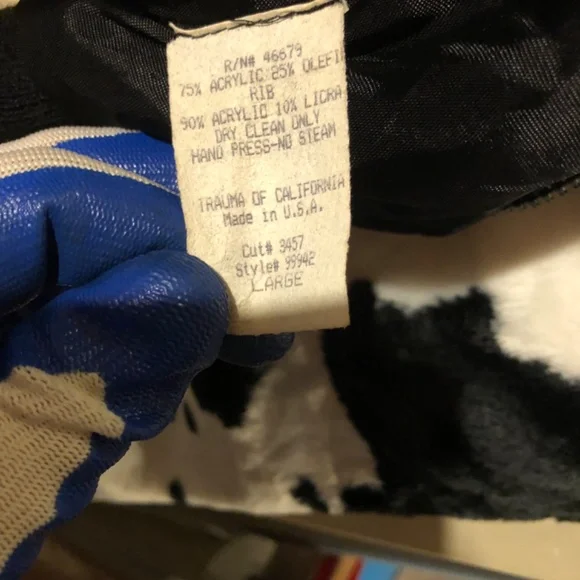 R/N# 46679
75% ACRYLIC 25% OLEFI
RIB
90% ACRYLIC 10% LICRA
DRY CLEAN ONLY
HAND PRESS-NO STEAM
TRAUMA OF CALIFORNIA
Made in U.S.A.
Cut# 3457
Style# 99942
LARGE